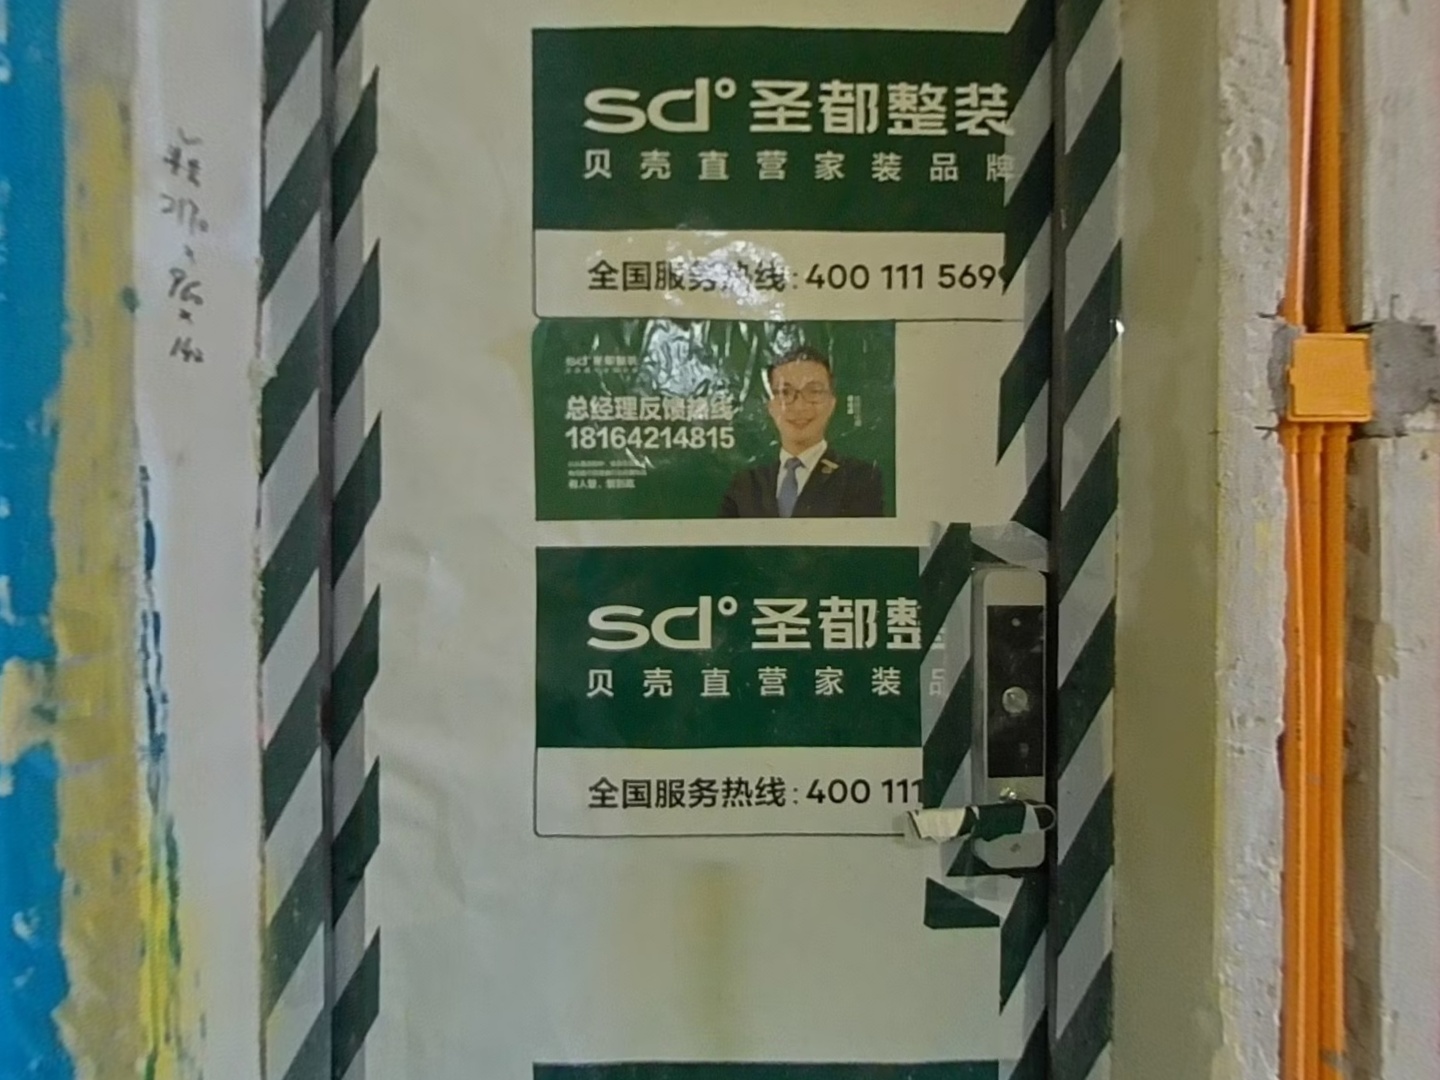 sd° 圣都整装
贝壳直营家装品牌
全国服务热线:400 111 5699
总经理反馈热线
18164214815
sd° 圣都整
贝壳直营家装品
全国服务热线:400 111